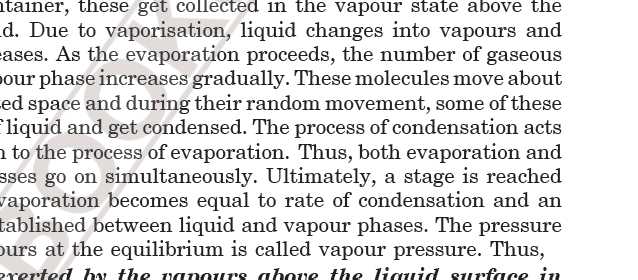 ntainer, these get collected in the vapour state above the
d. Due to vaporisation, liquid changes into vapours and
eases. As the evaporation proceeds, the number of gaseous
pour phase increases gradually. These molecules move about
ted space and during their random movement, some of these
f liquid and get condensed. The process of condensation acts
n to the process of evaporation. Thus, both evaporation and
sses go on simultaneously. Ultimately, a stage is reached
vaporation becomes equal to rate of condensation and an
tablished between liquid and vapour phases. The pressure
ours at the equilibrium is called vapour pressure. Thus,
exerted by the vapours above the liquid surface in
BOOK